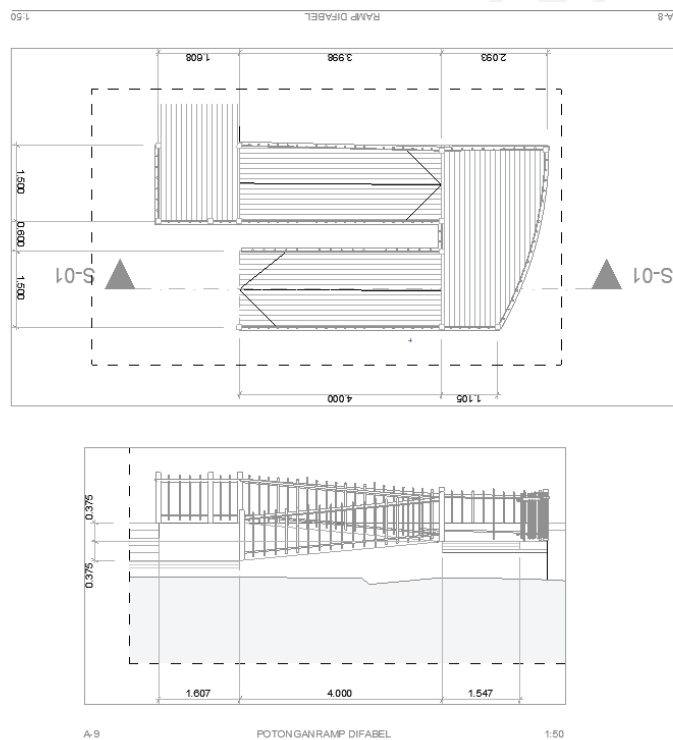 A-8 RAMP DIFABEL 1:50
1.608 3.998 2.093
1.500
0.600
1.500
S-01 S-01
4.000 1.105
0.375
0.375
1.607 4.000 1.547
A-9 POTONGAN RAMP DIFABEL 1:50